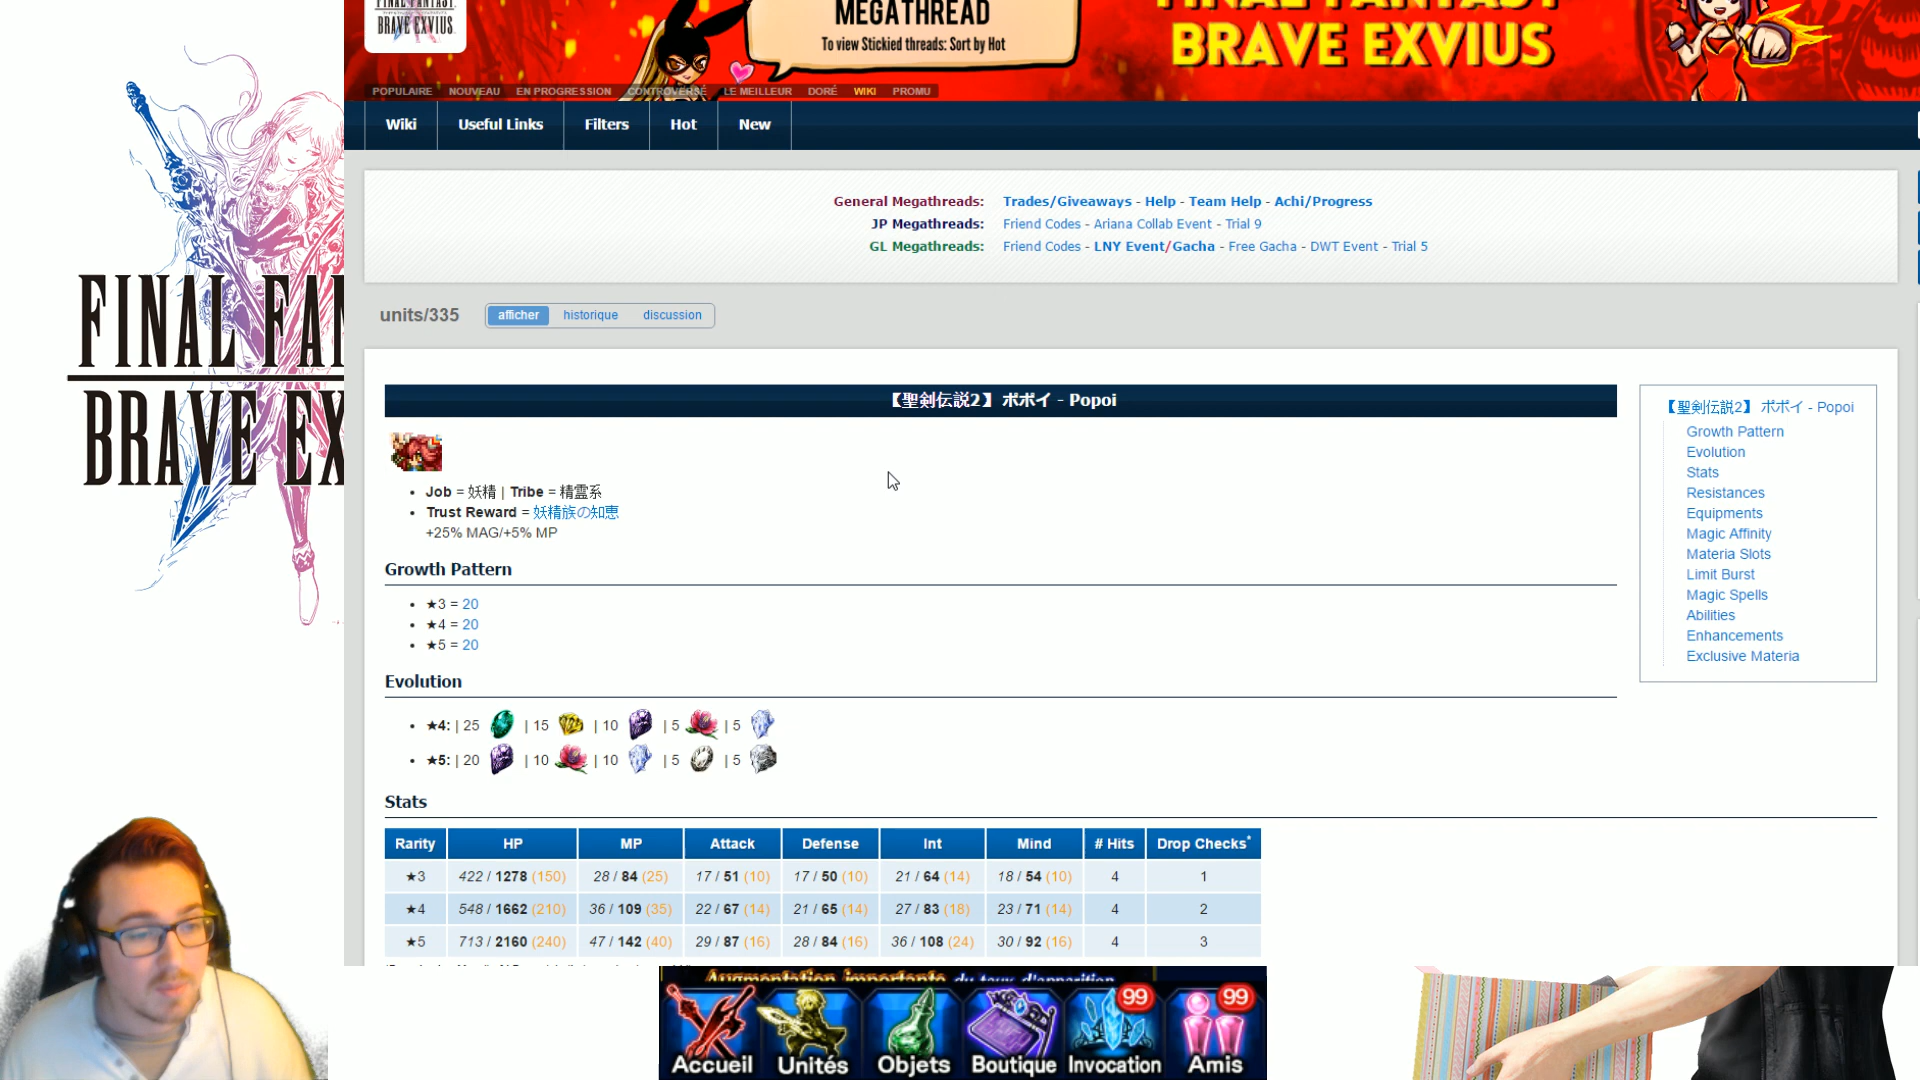 FINAL FANTASY
BRAVE EXVIUS
MEGATHREAD
To view Stickied threads: Sort by Hot
FINAL FANTASY
BRAVE EXVIUS
POPULAIRE NOUVEAU EN PROGRESSION CONTROVERSÉ LE MEILLEUR DORÉ WIKI PROMU
Wiki Useful Links Filters Hot New
General Megathreads: Trades/Giveaways - Help - Team Help - Achi/Progress
JP Megathreads: Friend Codes - Ariana Collab Event - Trial 9
GL Megathreads: Friend Codes - LNY Event/Gacha - Free Gacha - DWT Event - Trial 5
units/335 afficher historique discussion
FINAL FAN
BRAVE EX
【聖剣伝説2】 ポポイ - Popoi
Job = 妖精 | Tribe = 精霊系
Trust Reward = 妖精族の知恵
+25% MAG/+5% MP
Growth Pattern
★3 = 20
★4 = 20
★5 = 20
Evolution
★4: | 25 | 15 | 10 | 5 | 5
★5: | 20 | 10 | 10 | 5 | 5
Stats
Rarity HP MP Attack Defense Int Mind # Hits Drop Checks*
★3 422 / 1278 (150) 28 / 84 (25) 17 / 51 (10) 17 / 50 (10) 21 / 64 (14) 18 / 54 (10) 4 1
★4 548 / 1662 (210) 36 / 109 (35) 22 / 67 (14) 21 / 65 (14) 27 / 83 (18) 23 / 71 (14) 4 2
★5 713 / 2160 (240) 47 / 142 (40) 29 / 87 (16) 28 / 84 (16) 36 / 108 (24) 30 / 92 (16) 4 3
【聖剣伝説2】 ポポイ - Popoi
Growth Pattern
Evolution
Stats
Resistances
Equipments
Magic Affinity
Materia Slots
Limit Burst
Magic Spells
Abilities
Enhancements
Exclusive Materia
Augmentation importante du taux d'apparition
99 99
Accueil Unités Objets Boutique Invocation Amis